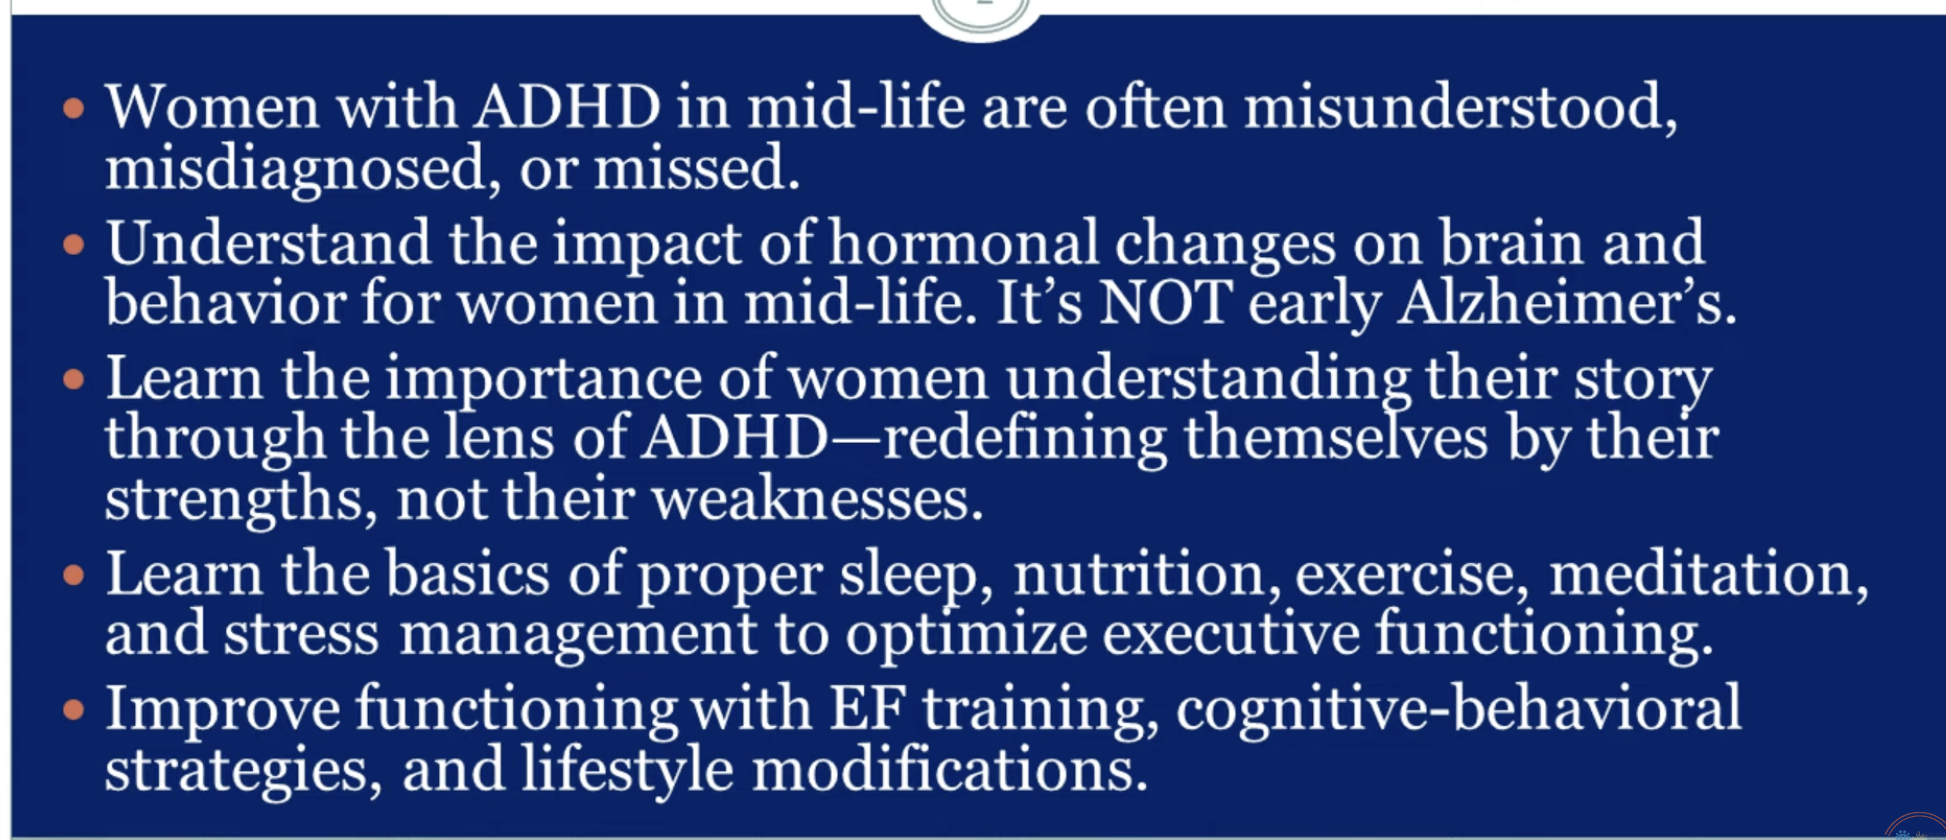 • Women with ADHD in mid-life are often misunderstood,
misdiagnosed, or missed.
• Understand the impact of hormonal changes on brain and
behavior for women in mid-life. It’s NOT early Alzheimer’s.
• Learn the importance of women understanding their story
through the lens of ADHD—redefining themselves by their
strengths, not their weaknesses.
• Learn the basics of proper sleep, nutrition, exercise, meditation,
and stress management to optimize executive functioning.
• Improve functioning with EF training, cognitive-behavioral
strategies, and lifestyle modifications.